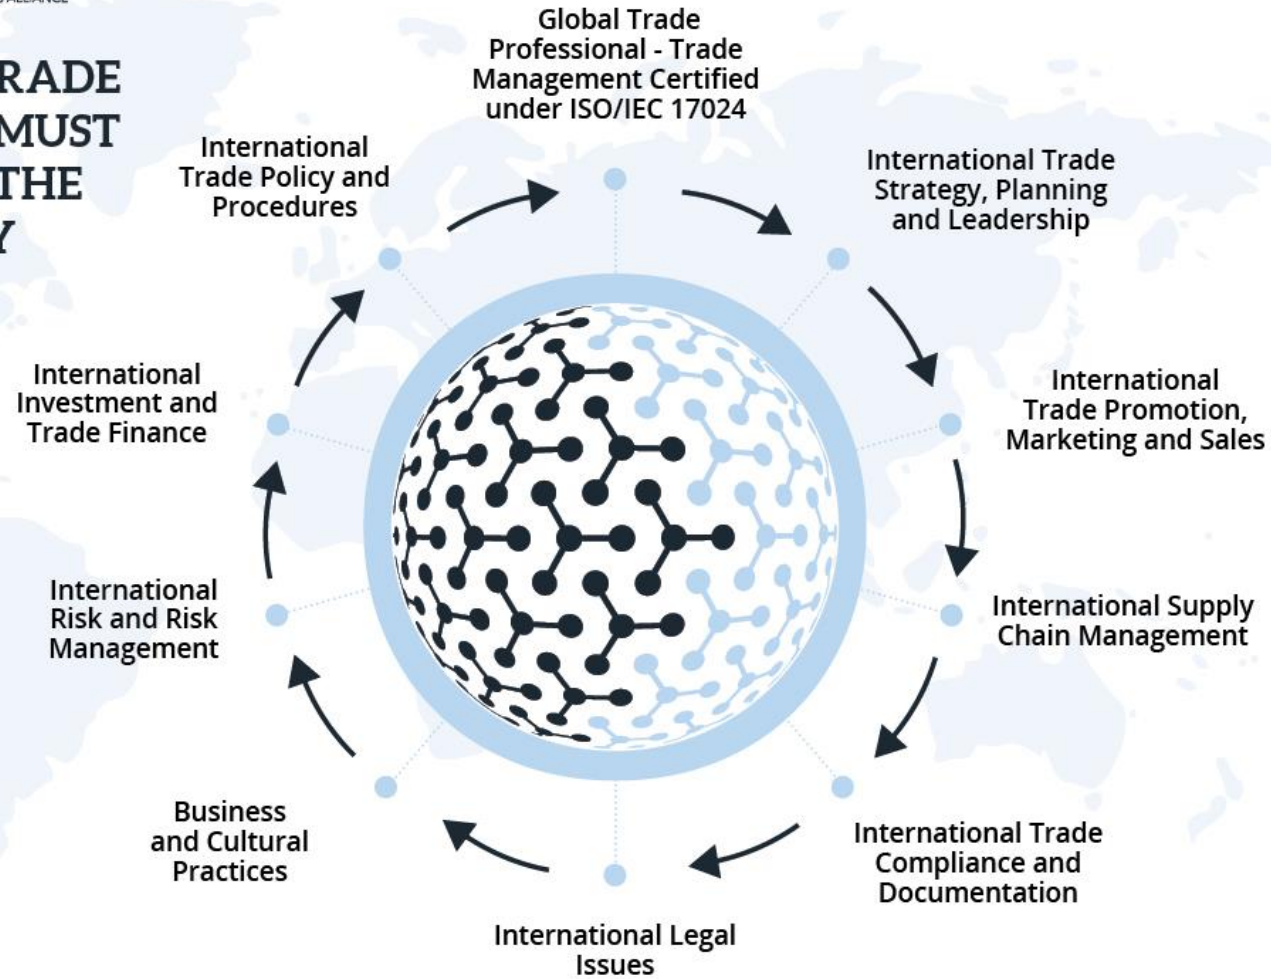 ALLIANCE
RADE
MUST
THE
Y
Global Trade
Professional - Trade
Management Certified
under ISO/IEC 17024
International Trade
Strategy, Planning
and Leadership
International
Trade Promotion,
Marketing and Sales
International Supply
Chain Management
International Trade
Compliance and
Documentation
International Legal
Issues
Business
and Cultural
Practices
International
Risk and Risk
Management
International
Investment and
Trade Finance
International
Trade Policy and
Procedures